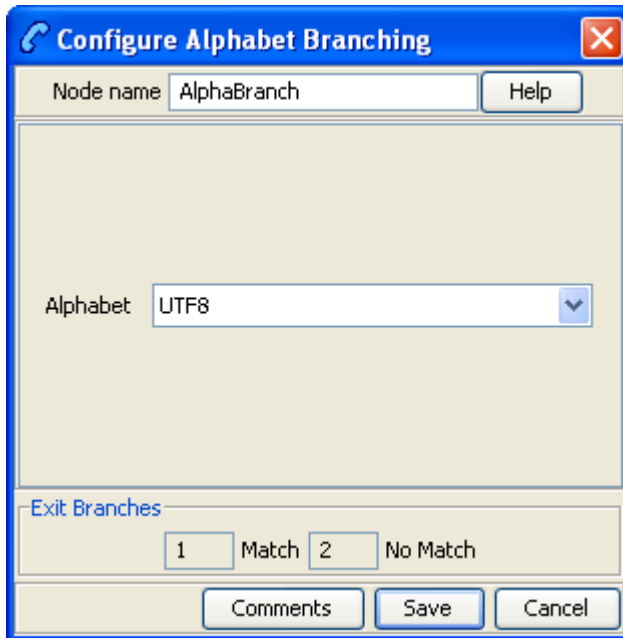 Configure Alphabet Branching
Node name AlphaBranch Help
Alphabet UTF8
Exit Branches
1 Match 2 No Match
Comments Save Cancel